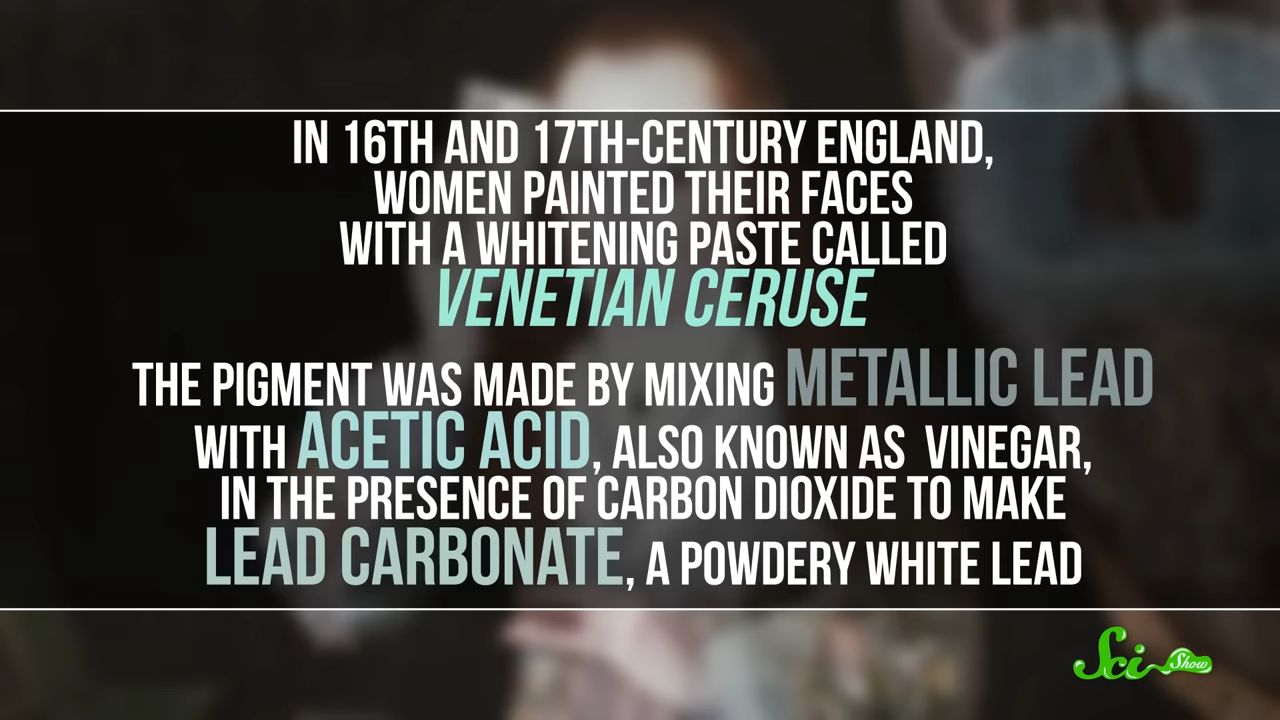 IN 16TH AND 17TH-CENTURY ENGLAND,
WOMEN PAINTED THEIR FACES
WITH A WHITENING PASTE CALLED
VENETIAN CERUSE
THE PIGMENT WAS MADE BY MIXING METALLIC LEAD
WITH ACETIC ACID, ALSO KNOWN AS VINEGAR,
IN THE PRESENCE OF CARBON DIOXIDE TO MAKE
LEAD CARBONATE, A POWDERY WHITE LEAD
Sci Show